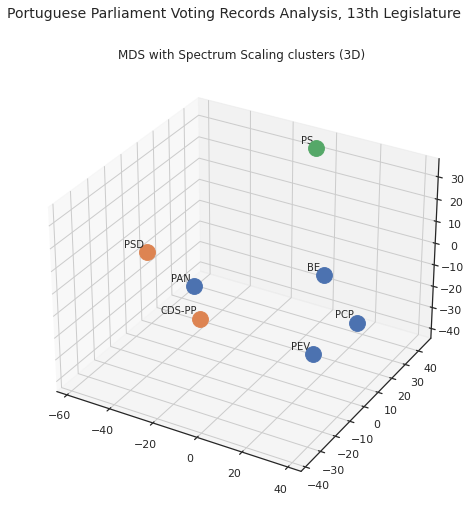 Portuguese Parliament Voting Records Analysis, 13th Legislature
MDS with Spectrum Scaling clusters (3D)
PS
PSD
PAN
BE
CDS-PP
PCP
PEV
30
20
10
0
−10
−20
−30
−40
−60
−40
−20
0
20
40
40
30
20
10
0
−10
−20
−30
−40